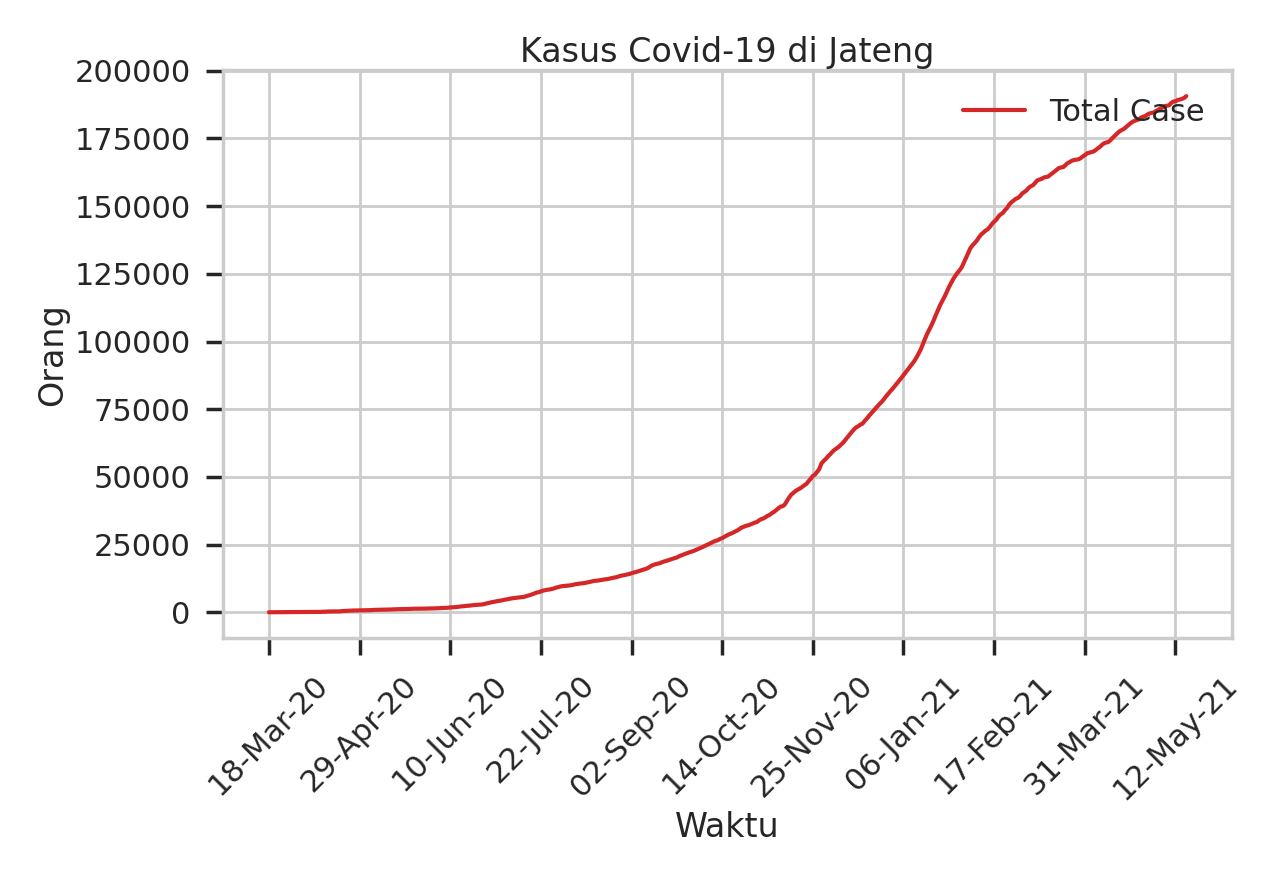 Kasus Covid-19 di Jateng
200000
175000
150000
125000
100000
75000
50000
25000
0
Orang
Total Case
18-Mar-20
29-Apr-20
10-Jun-20
22-Jul-20
02-Sep-20
14-Oct-20
25-Nov-20
06-Jan-21
17-Feb-21
31-Mar-21
12-May-21
Waktu